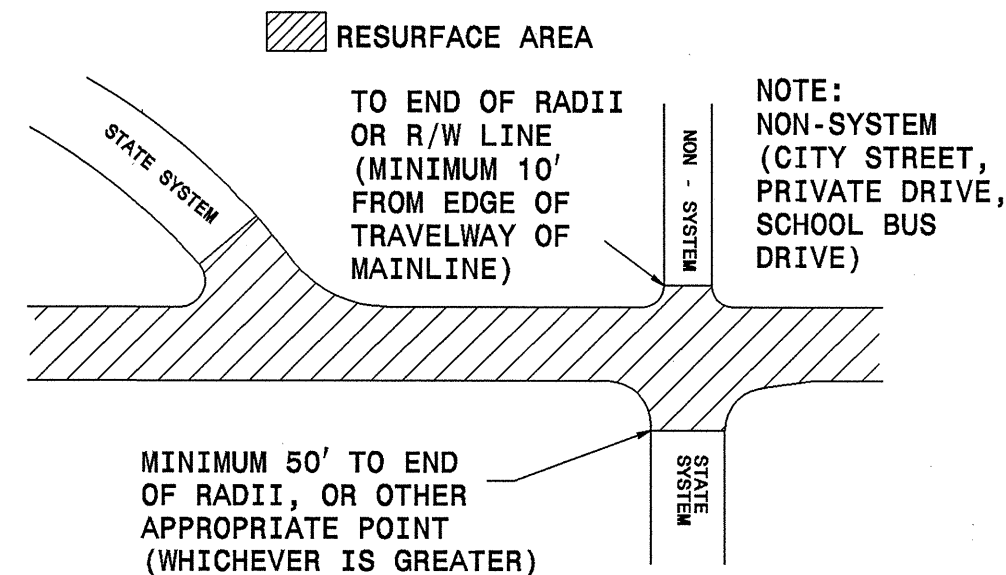 RESURFACE AREA
TO END OF RADII
OR R/W LINE
(MINIMUM 10'
FROM EDGE OF
TRAVELWAY OF
MAINLINE)
NON - SYSTEM
NOTE:
NON-SYSTEM
(CITY STREET,
PRIVATE DRIVE,
SCHOOL BUS
DRIVE)
STATE SYSTEM
MINIMUM 50' TO END
OF RADII, OR OTHER
APPROPRIATE POINT
(WHICHEVER IS GREATER)
STATE
SYSTEM